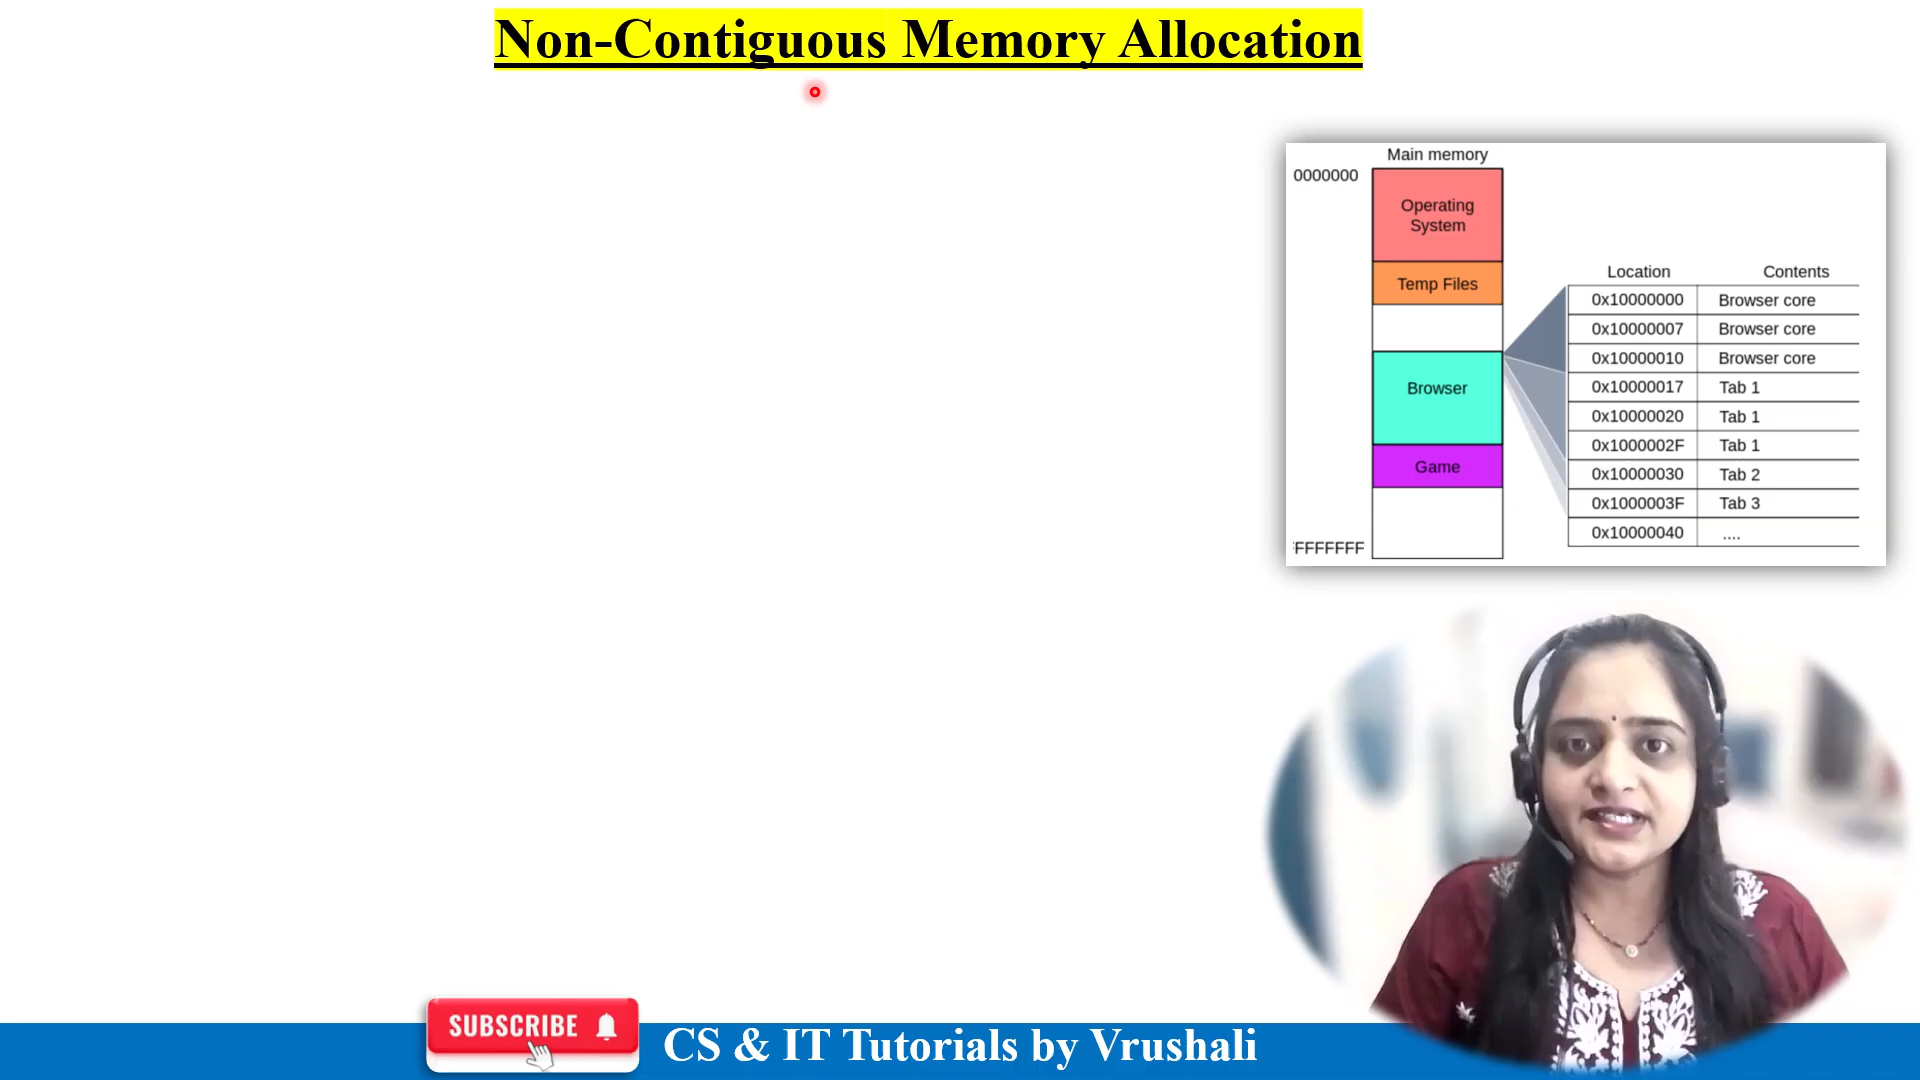 Non-Contiguous Memory Allocation
Main memory
0000000
Operating
System
Temp Files
Browser
Game
FFFFFFF
Location Contents
0x10000000 Browser core
0x10000007 Browser core
0x10000010 Browser core
0x10000017 Tab 1
0x10000020 Tab 1
0x1000002F Tab 1
0x10000030 Tab 2
0x1000003F Tab 3
0x10000040 ....
SUBSCRIBE
CS & IT Tutorials by Vrushali